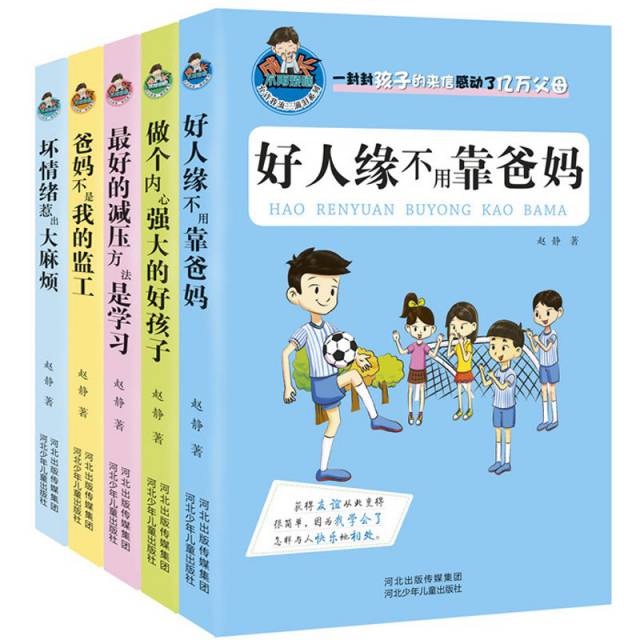 坏情绪惹出大麻烦
赵静 著
河北出版传媒集团
河北少年儿童出版社
爸妈不是我的监工
赵静 著
河北出版传媒集团
河北少年儿童出版社
最好的减压方法是学习
赵静 著
河北出版传媒集团
河北少年儿童出版社
做个内心强大的好孩子
赵静 著
河北出版传媒集团
河北少年儿童出版社
好人缘不用靠爸妈
赵静 著
河北出版传媒集团
河北少年儿童出版社
成长
一封封孩子的来信感动了亿万父母
好人缘不用靠爸妈
HAO RENYUAN BUYONG KAO BAMA
赵静 著
获得友谊从此变得
很简单,因为我学会了
怎样与人快乐地相处。
河北出版传媒集团
河北少年儿童出版社